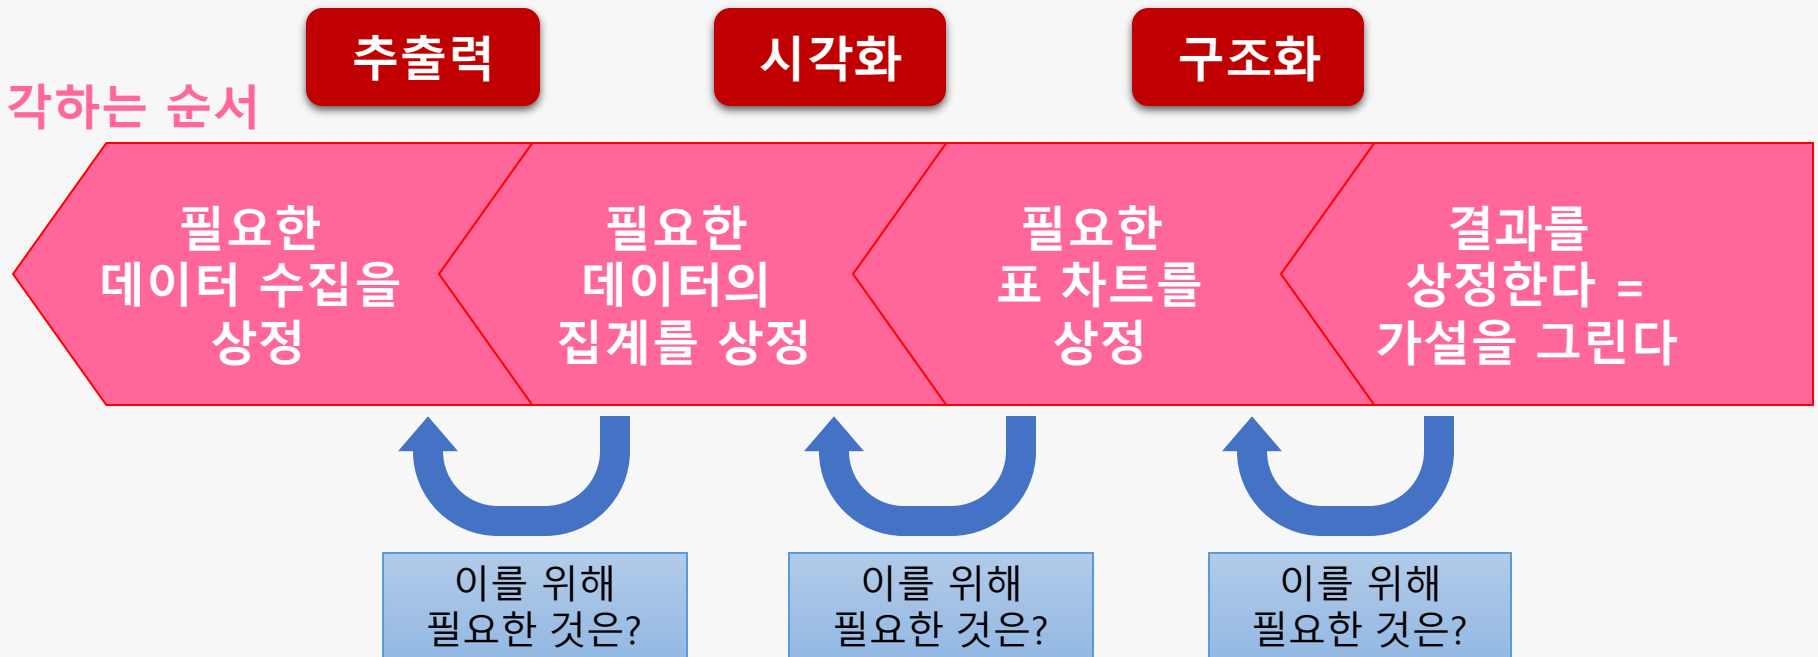 추출력
시각화
구조화
각하는 순서
필요한
데이터 수집을
상정
필요한
데이터의
집계를 상정
필요한
표 차트를
상정
결과를
상정한다 =
가설을 그린다
이를 위해
필요한 것은?
이를 위해
필요한 것은?
이를 위해
필요한 것은?